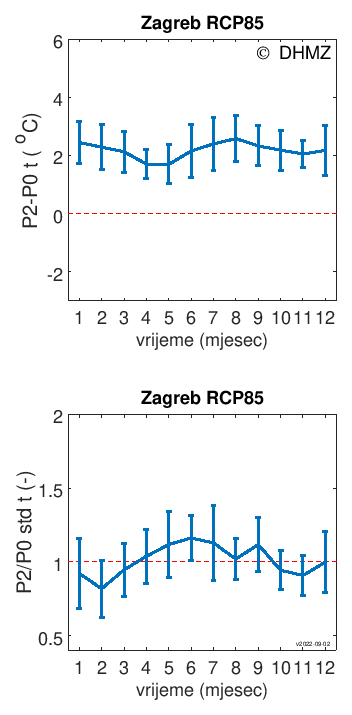 Zagreb RCP85
© DHMZ
P2-P0 t ( °C)
6
4
2
0
-2
1 2 3 4 5 6 7 8 9 10 11 12
vrijeme (mjesec)
Zagreb RCP85
P2/P0 std t (-)
2
1.5
1
0.5
v2022-09-02
1 2 3 4 5 6 7 8 9 10 11 12
vrijeme (mjesec)